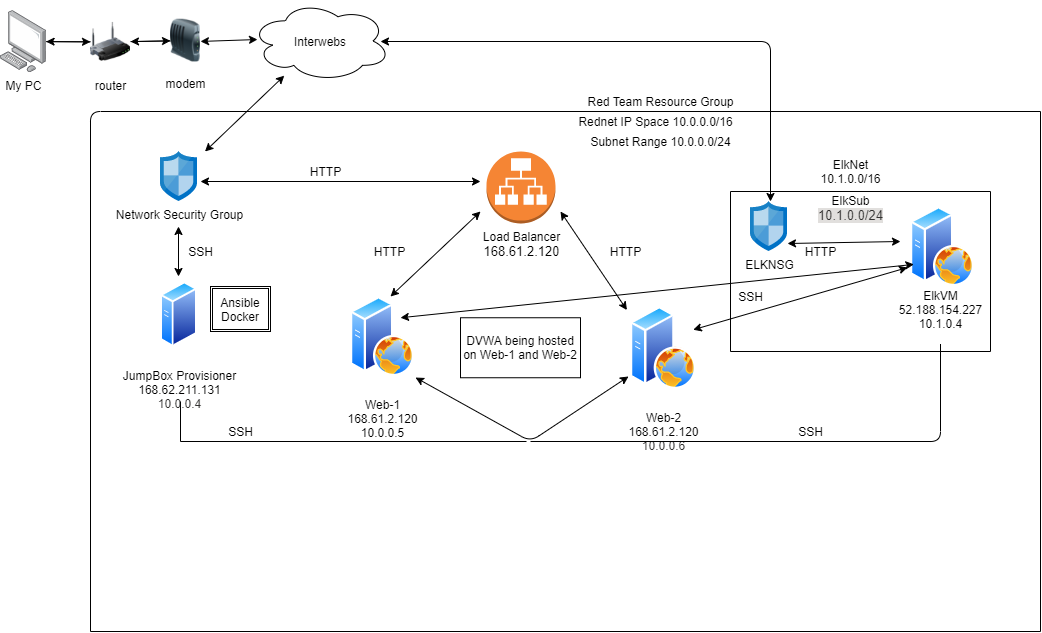 Interwebs
My PC
router
modem
Red Team Resource Group
Rednet IP Space 10.0.0.0/16
Subnet Range 10.0.0.0/24
ElkNet
10.1.0.0/16
ElkSub
10.1.0.0/24
HTTP
Network Security Group
Load Balancer
168.61.2.120
SSH
HTTP
HTTP
HTTP
ELKNSG
ElkVM
52.188.154.227
10.1.0.4
SSH
Ansible
Docker
DVWA being hosted
on Web-1 and Web-2
JumpBox Provisioner
168.62.211.131
10.0.0.4
Web-1
168.61.2.120
10.0.0.5
Web-2
168.61.2.120
10.0.0.6
SSH
SSH